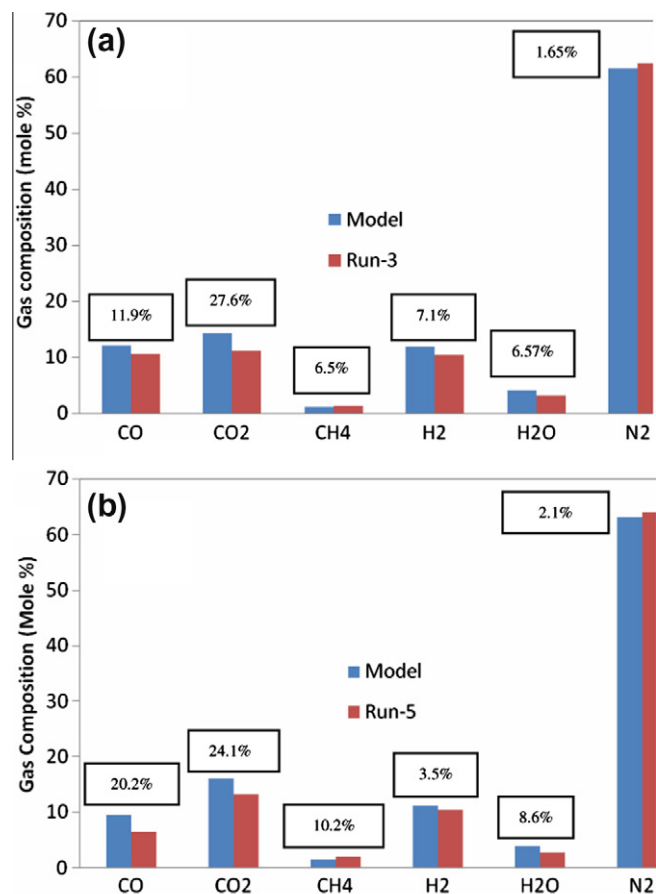 (a)
Gas composition (mole %)
70
60
50
40
30
20
10
0
1.65%
Model
Run-3
11.9%
27.6%
6.5%
7.1%
6.57%
CO
CO2
CH4
H2
H2O
N2
(b)
Gas Composition (Mole %)
70
60
50
40
30
20
10
0
2.1%
Model
Run-5
20.2%
24.1%
10.2%
3.5%
8.6%
CO
CO2
CH4
H2
H2O
N2